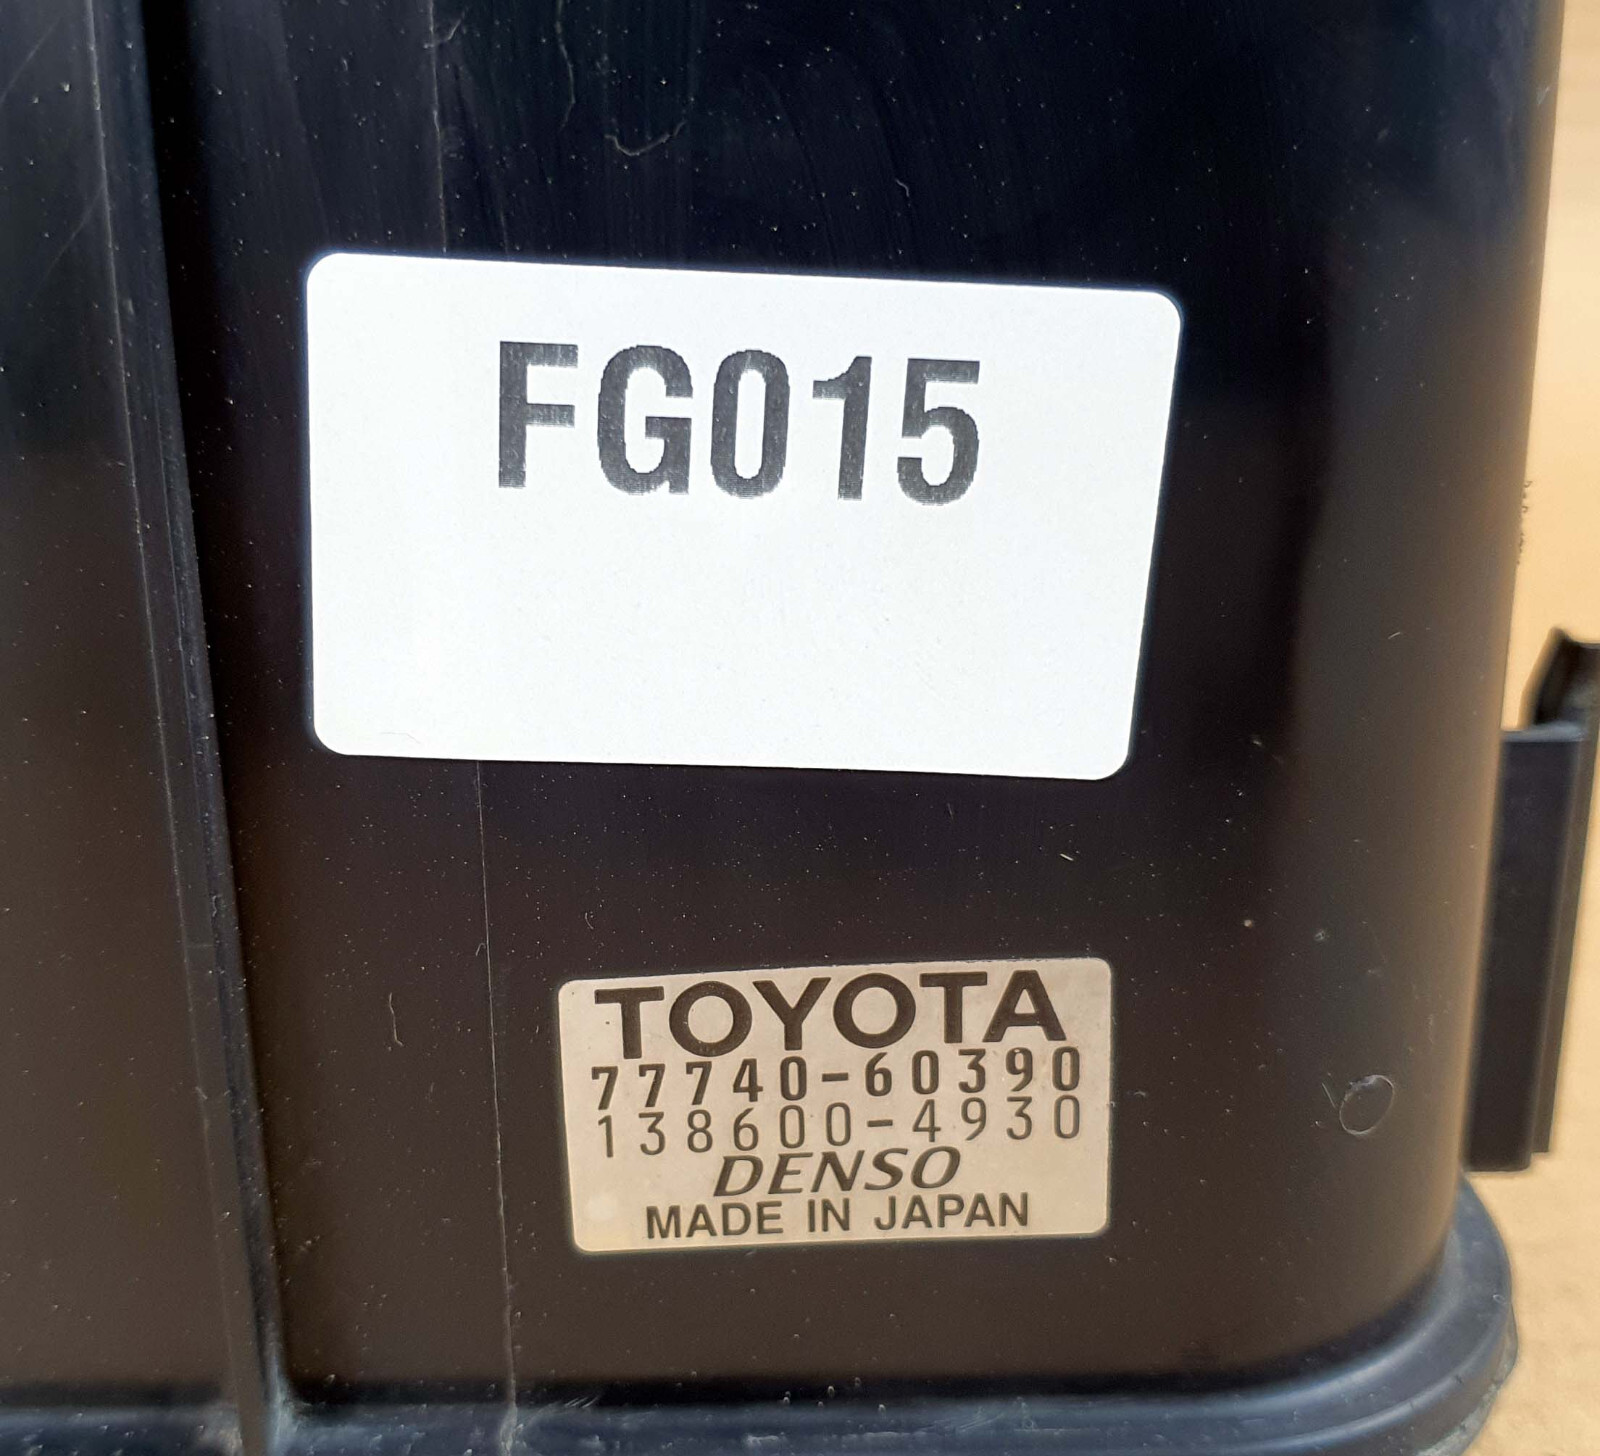 FG015
TOYOTA
77740-60390
138600-4930
DENSO
MADE IN JAPAN